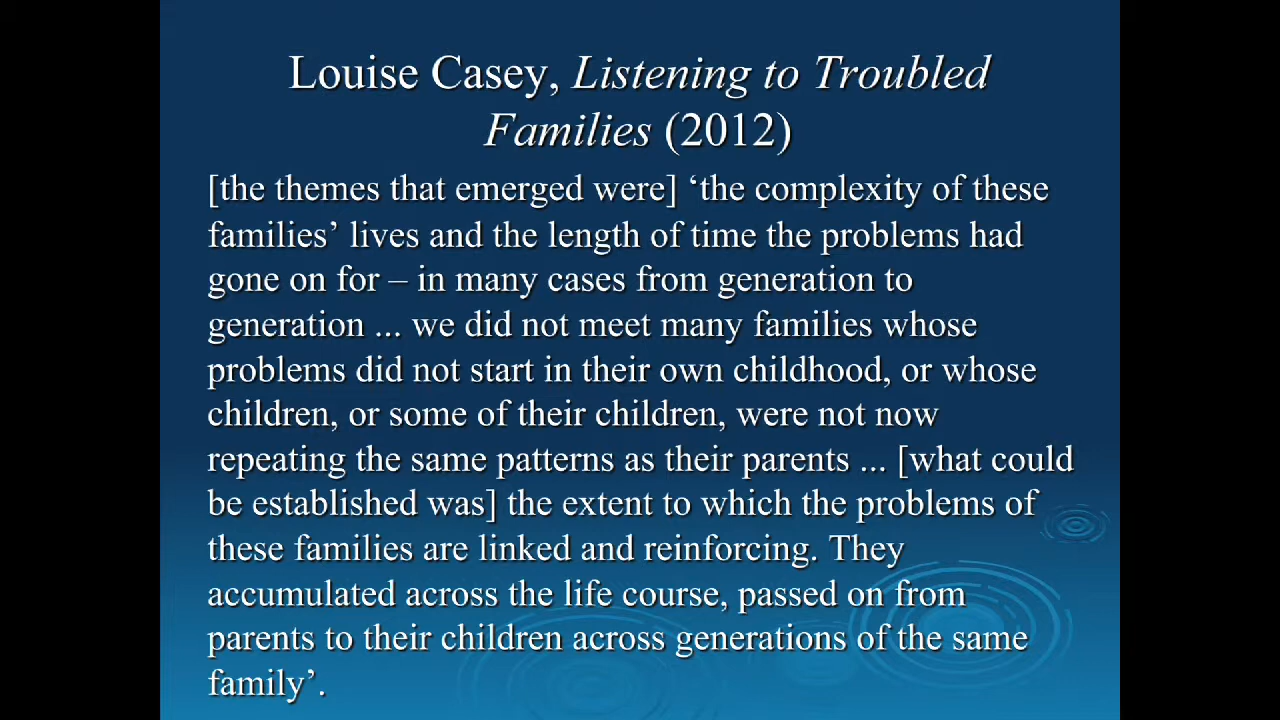 Louise Casey, Listening to Troubled
Families (2012)
[the themes that emerged were] ‘the complexity of these
families’ lives and the length of time the problems had
gone on for – in many cases from generation to
generation ... we did not meet many families whose
problems did not start in their own childhood, or whose
children, or some of their children, were not now
repeating the same patterns as their parents ... [what could
be established was] the extent to which the problems of
these families are linked and reinforcing. They
accumulated across the life course, passed on from
parents to their children across generations of the same
family’.